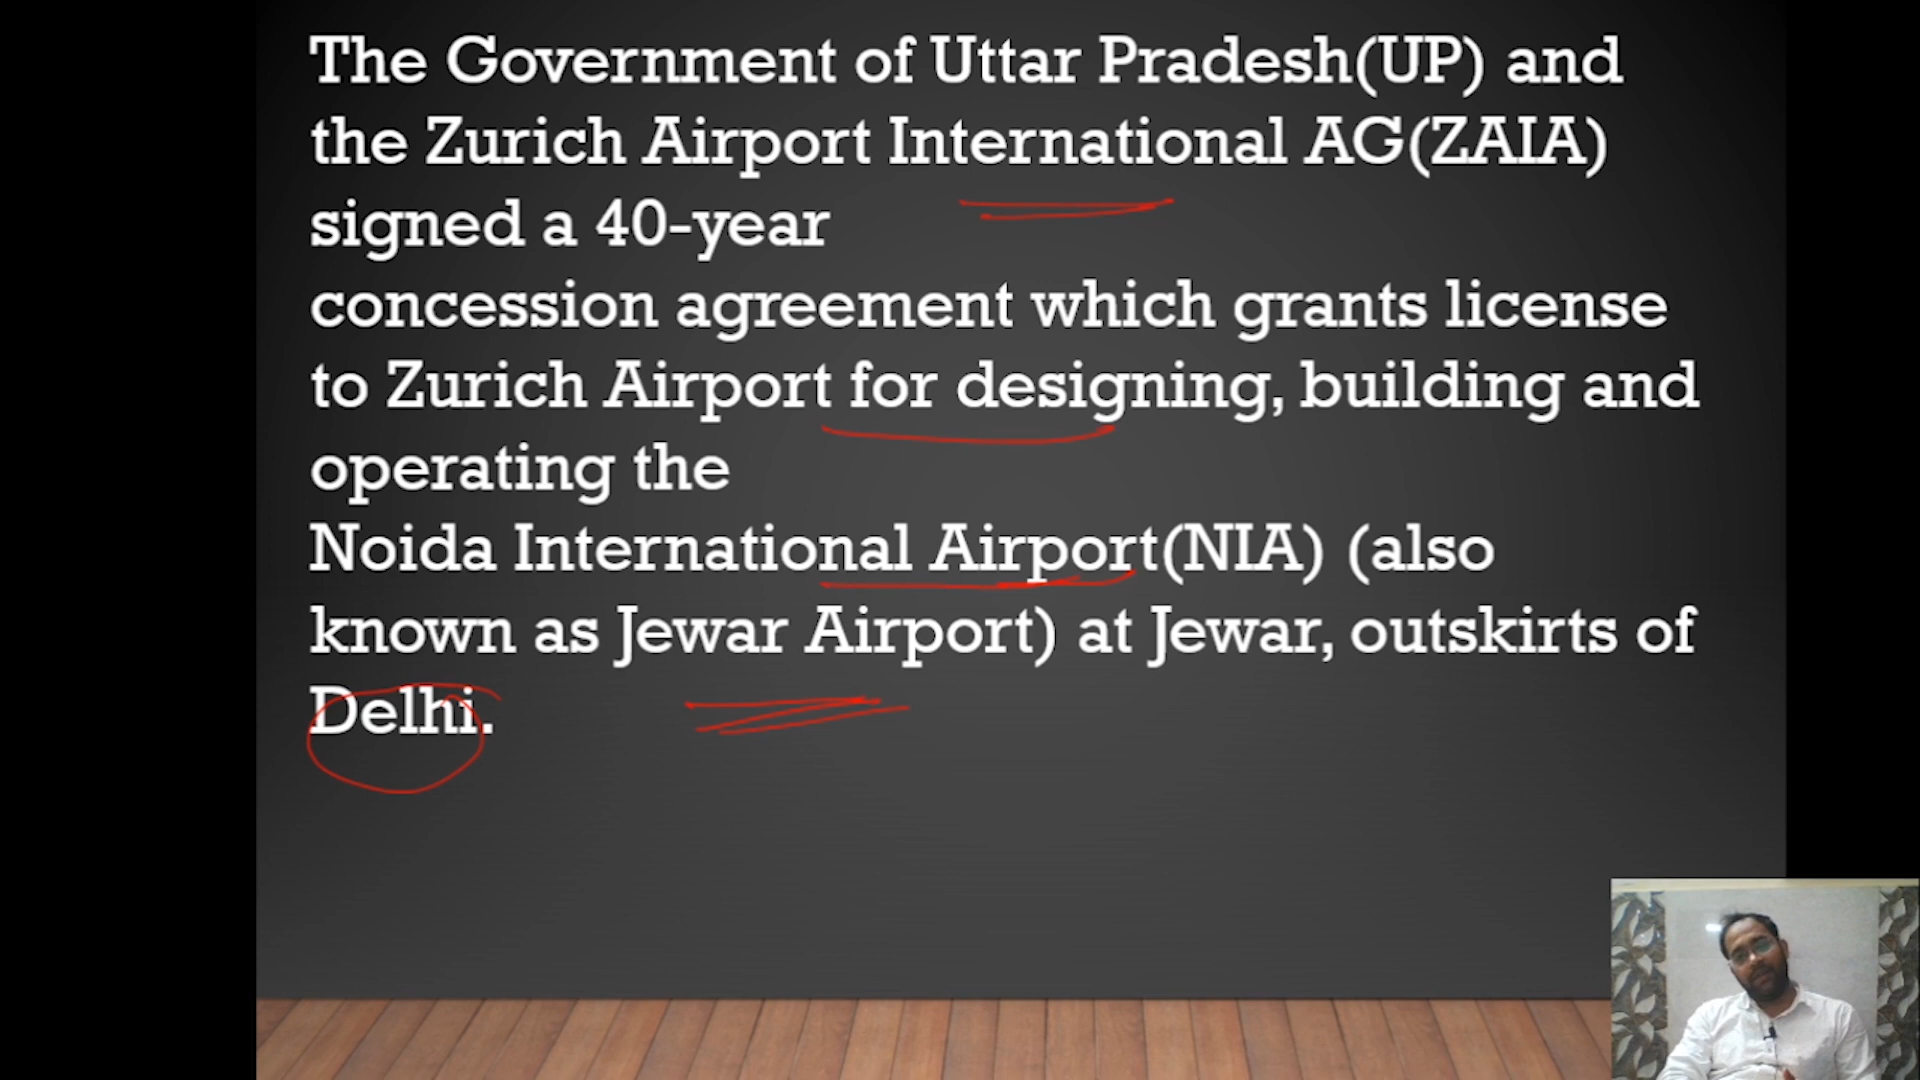 The Government of Uttar Pradesh(UP) and
the Zurich Airport International AG(ZAIA)
signed a 40-year
concession agreement which grants license
to Zurich Airport for designing, building and
operating the
Noida International Airport(NIA) (also
known as Jewar Airport) at Jewar, outskirts of
Delhi.